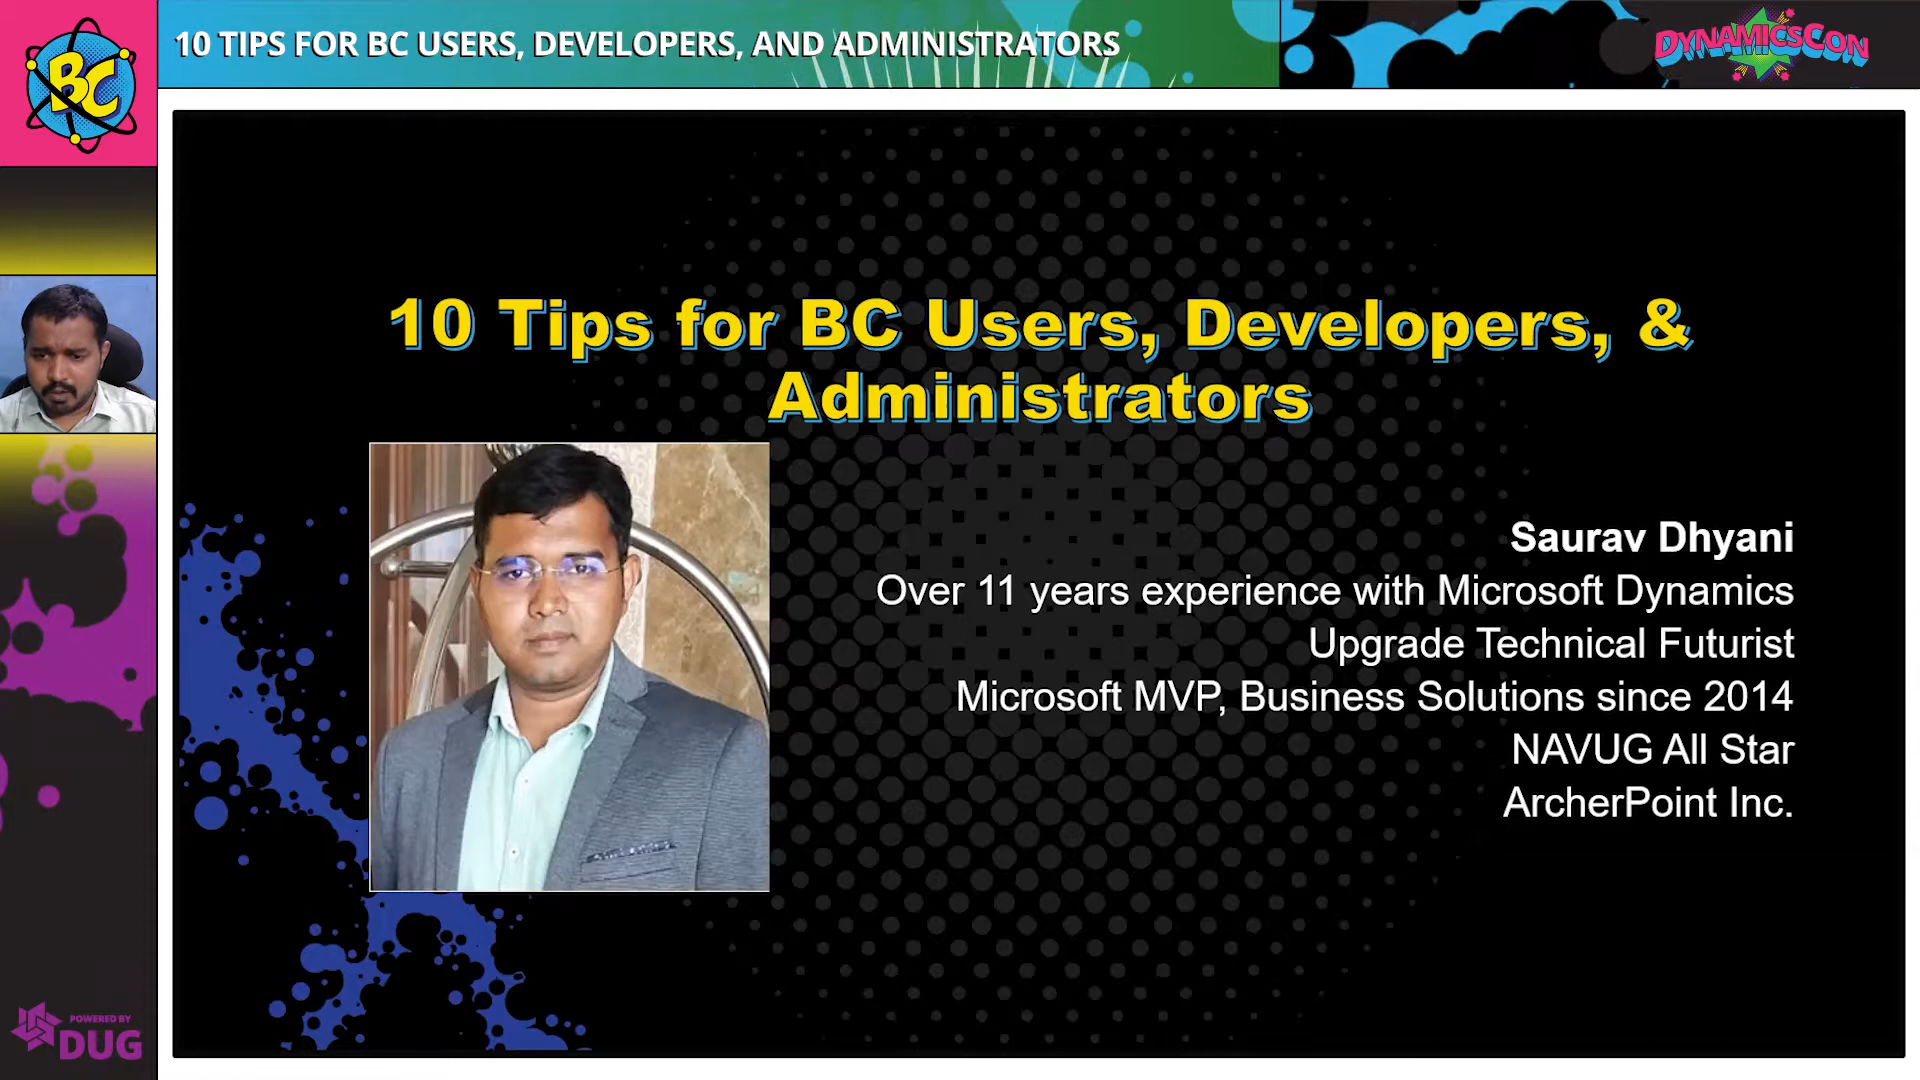 BC
10 TIPS FOR BC USERS, DEVELOPERS, AND ADMINISTRATORS
DYNAMICSCON
10 Tips for BC Users, Developers, &
Administrators
Saurav Dhyani
Over 11 years experience with Microsoft Dynamics
Upgrade Technical Futurist
Microsoft MVP, Business Solutions since 2014
NAVUG All Star
ArcherPoint Inc.
POWERED BY
DUG